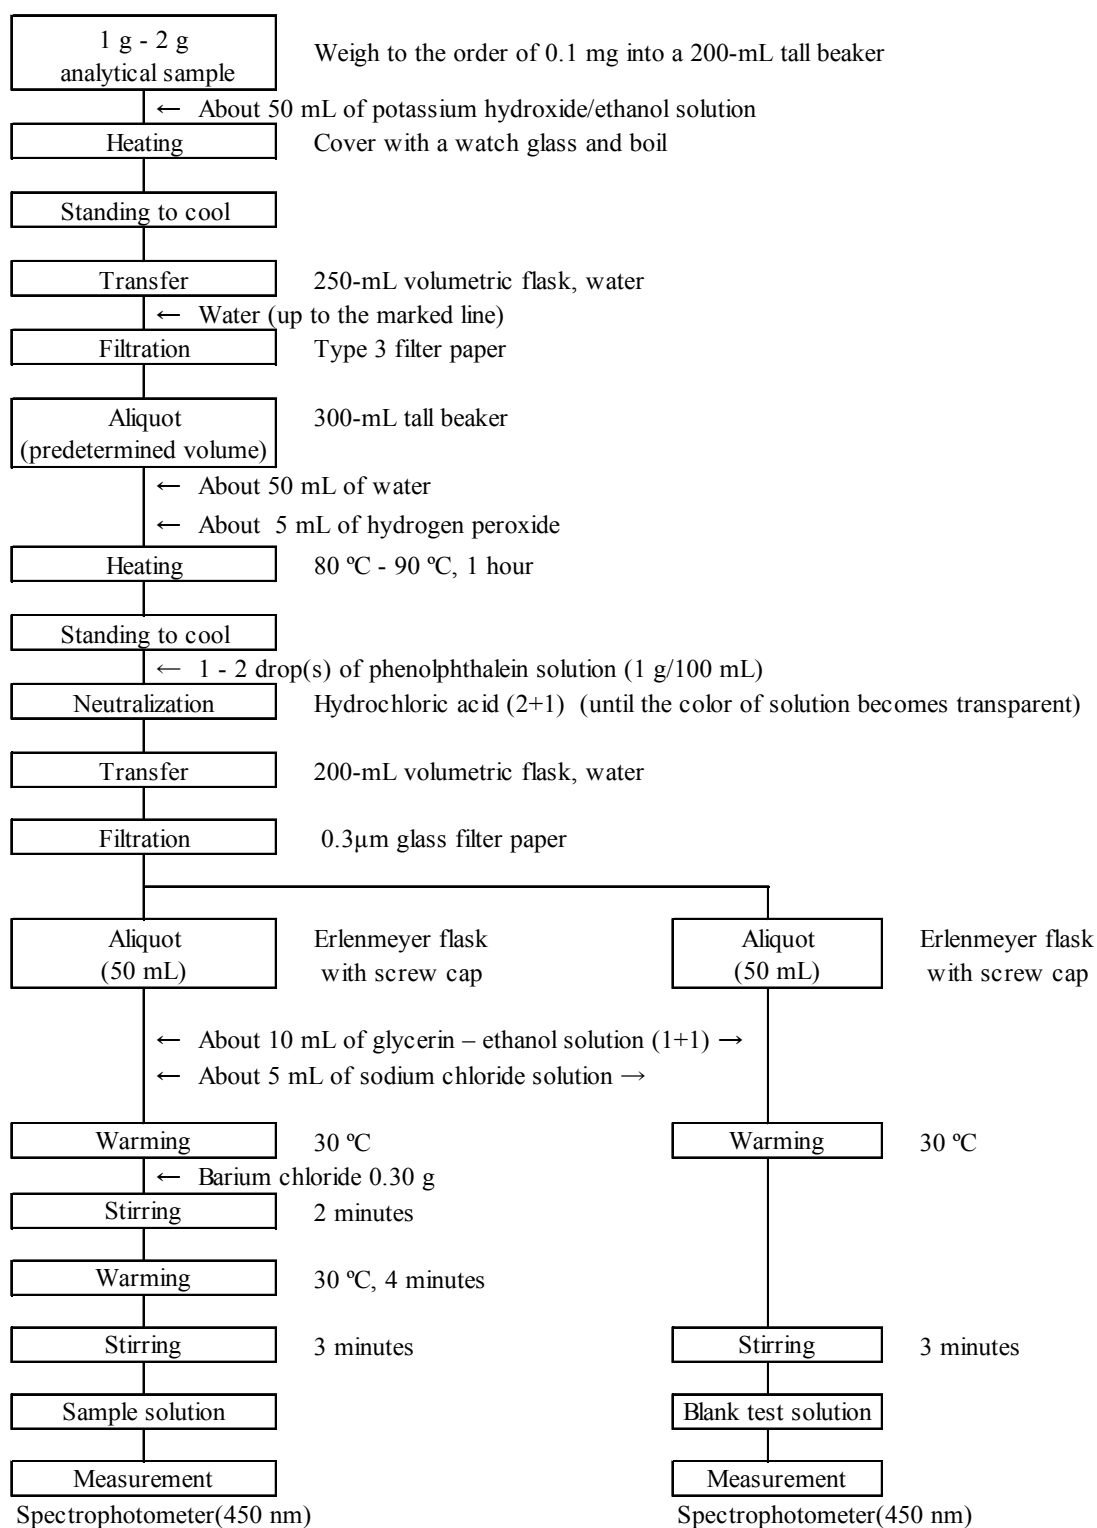 1 g - 2 g
analytical sample
Weigh to the order of 0.1 mg into a 200-mL tall beaker
← About 50 mL of potassium hydroxide/ethanol solution
Heating
Cover with a watch glass and boil
Standing to cool
Transfer
250-mL volumetric flask, water
← Water (up to the marked line)
Filtration
Type 3 filter paper
Aliquot
(predetermined volume)
300-mL tall beaker
← About 50 mL of water
← About 5 mL of hydrogen peroxide
Heating
80 ºC - 90 ºC, 1 hour
Standing to cool
← 1 - 2 drop(s) of phenolphthalein solution (1 g/100 mL)
Neutralization
Hydrochloric acid (2+1) (until the color of solution becomes transparent)
Transfer
200-mL volumetric flask, water
Filtration
0.3µm glass filter paper
Aliquot
(50 mL)
Erlenmeyer flask
with screw cap
Aliquot
(50 mL)
Erlenmeyer flask
with screw cap
← About 10 mL of glycerin – ethanol solution (1+1) →
← About 5 mL of sodium chloride solution →
Warming
30 ºC
Warming
30 ºC
← Barium chloride 0.30 g
Stirring
2 minutes
Warming
30 ºC, 4 minutes
Stirring
3 minutes
Stirring
3 minutes
Sample solution
Blank test solution
Measurement
Measurement
Spectrophotometer(450 nm)
Spectrophotometer(450 nm)